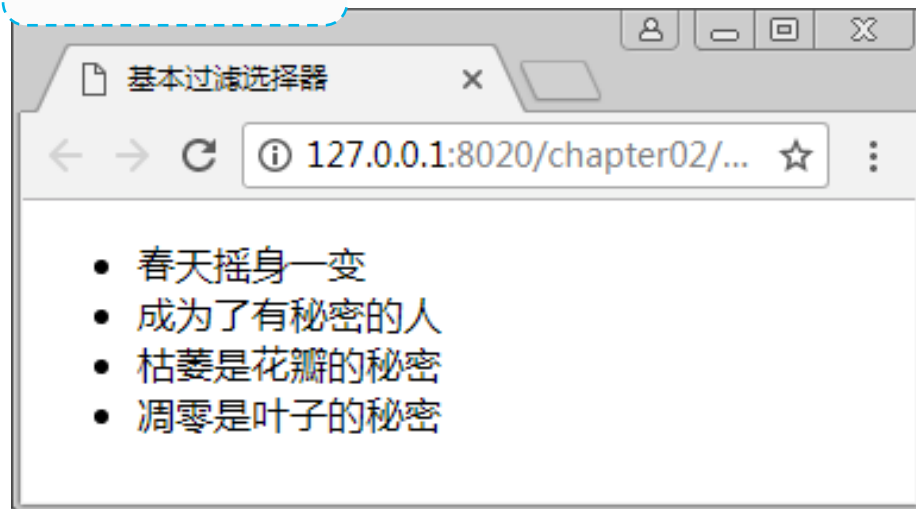 基本过滤选择器
127.0.0.1:8020/chapter02/...
春天摇身一变
成为了有秘密的人
枯萎是花瓣的秘密
凋零是叶子的秘密